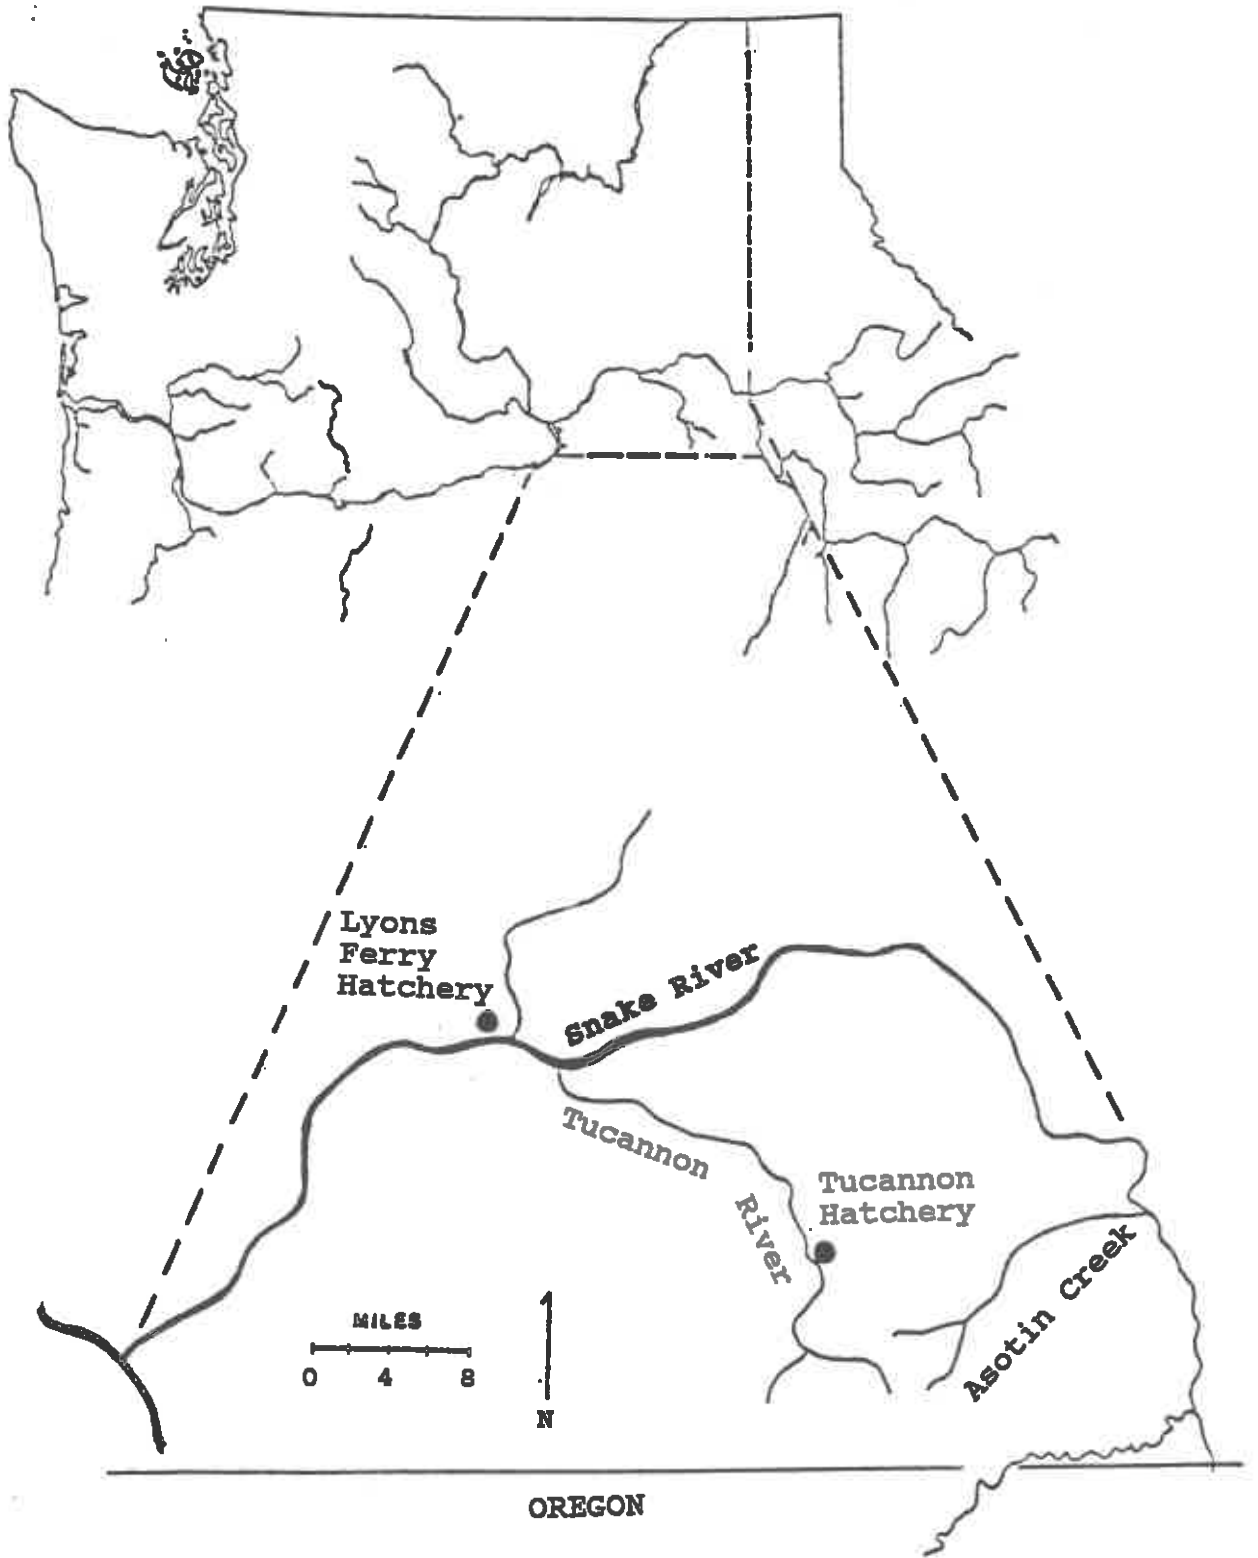 Lyons
Ferry
Hatchery
Snake River
Tucannon
River
Tucannon
Hatchery
Asotin Creek
MILES
0 4 8
N
OREGON